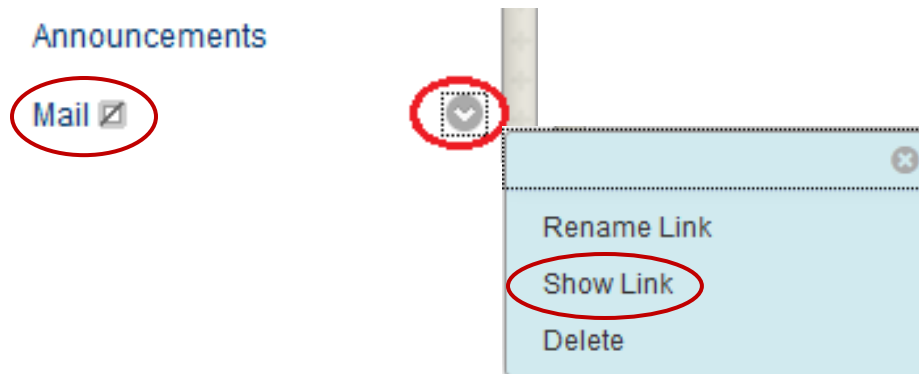 Announcements
Mail
Rename Link
Show Link
Delete